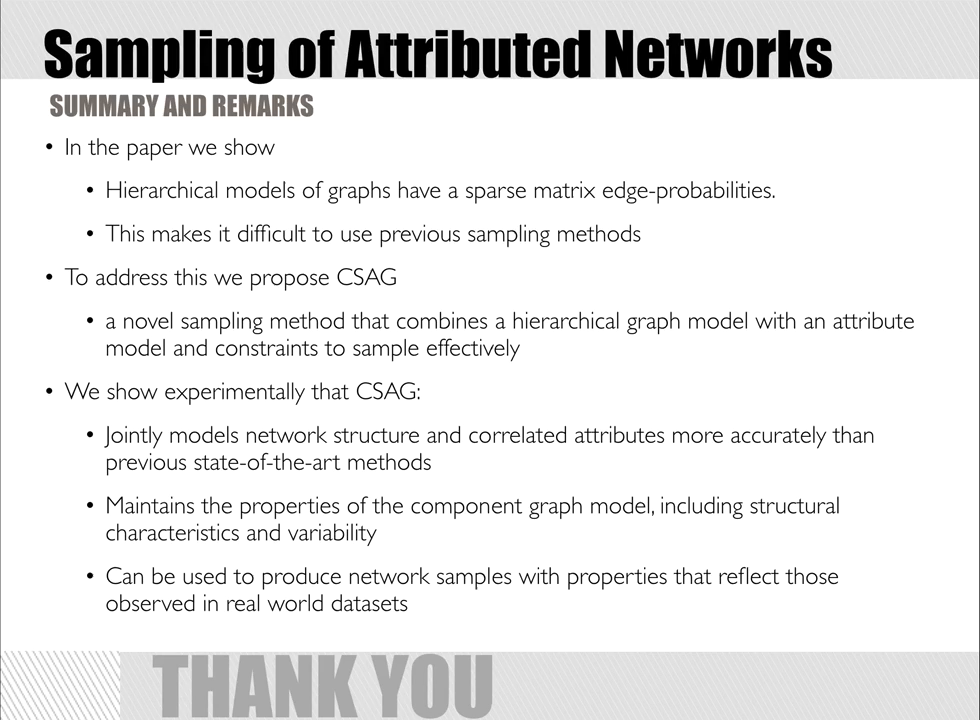 Sampling of Attributed Networks
SUMMARY AND REMARKS
• In the paper we show
• Hierarchical models of graphs have a sparse matrix edge-probabilities.
• This makes it difficult to use previous sampling methods
• To address this we propose CSAG
• a novel sampling method that combines a hierarchical graph model with an attribute
model and constraints to sample effectively
• We show experimentally that CSAG:
• Jointly models network structure and correlated attributes more accurately than
previous state-of-the-art methods
• Maintains the properties of the component graph model, including structural
characteristics and variability
• Can be used to produce network samples with properties that reflect those
observed in real world datasets
THANK YOU